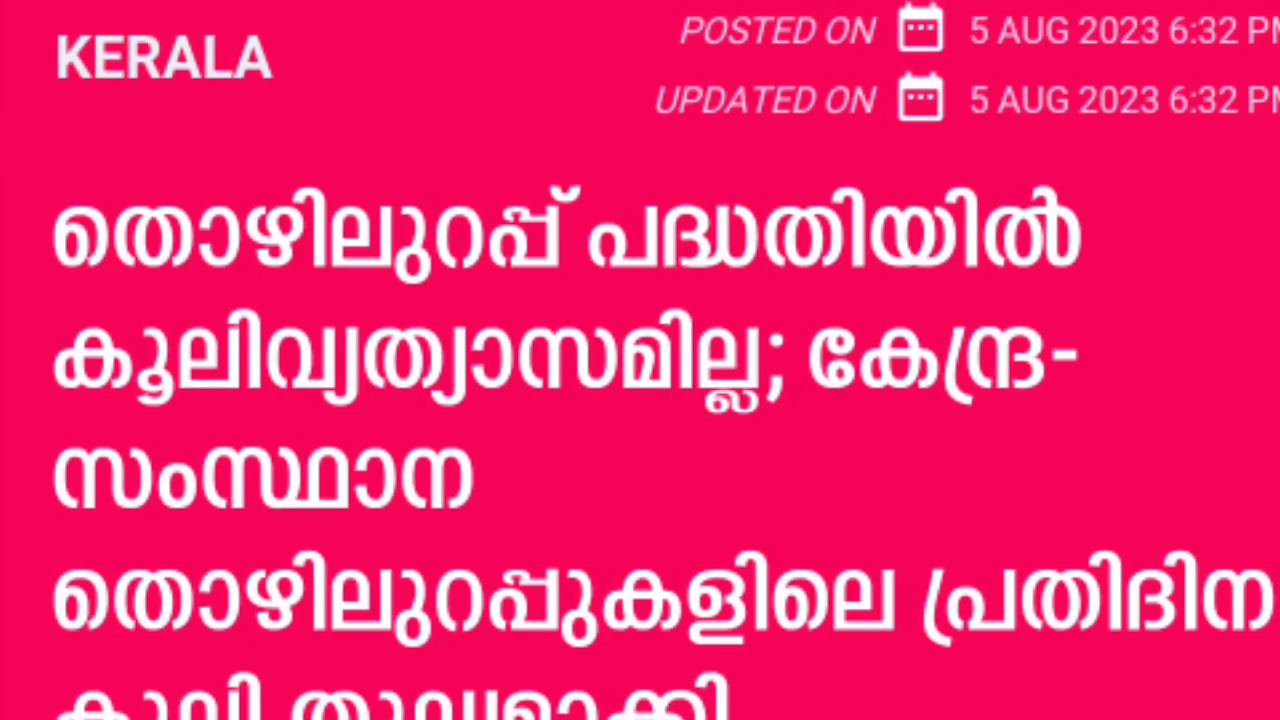 KERALA
POSTED ON 5 AUG 2023 6:32 PM
UPDATED ON 5 AUG 2023 6:32 PM
തൊഴിലുറപ്പ് പദ്ധതിയിൽ
കൂലിവ്യത്യാസമില്ല; കേന്ദ്ര-
സംസ്ഥാന
തൊഴിലുറപ്പുകളിലെ പ്രതിദിന
കൂലി തുല്യമാക്കി